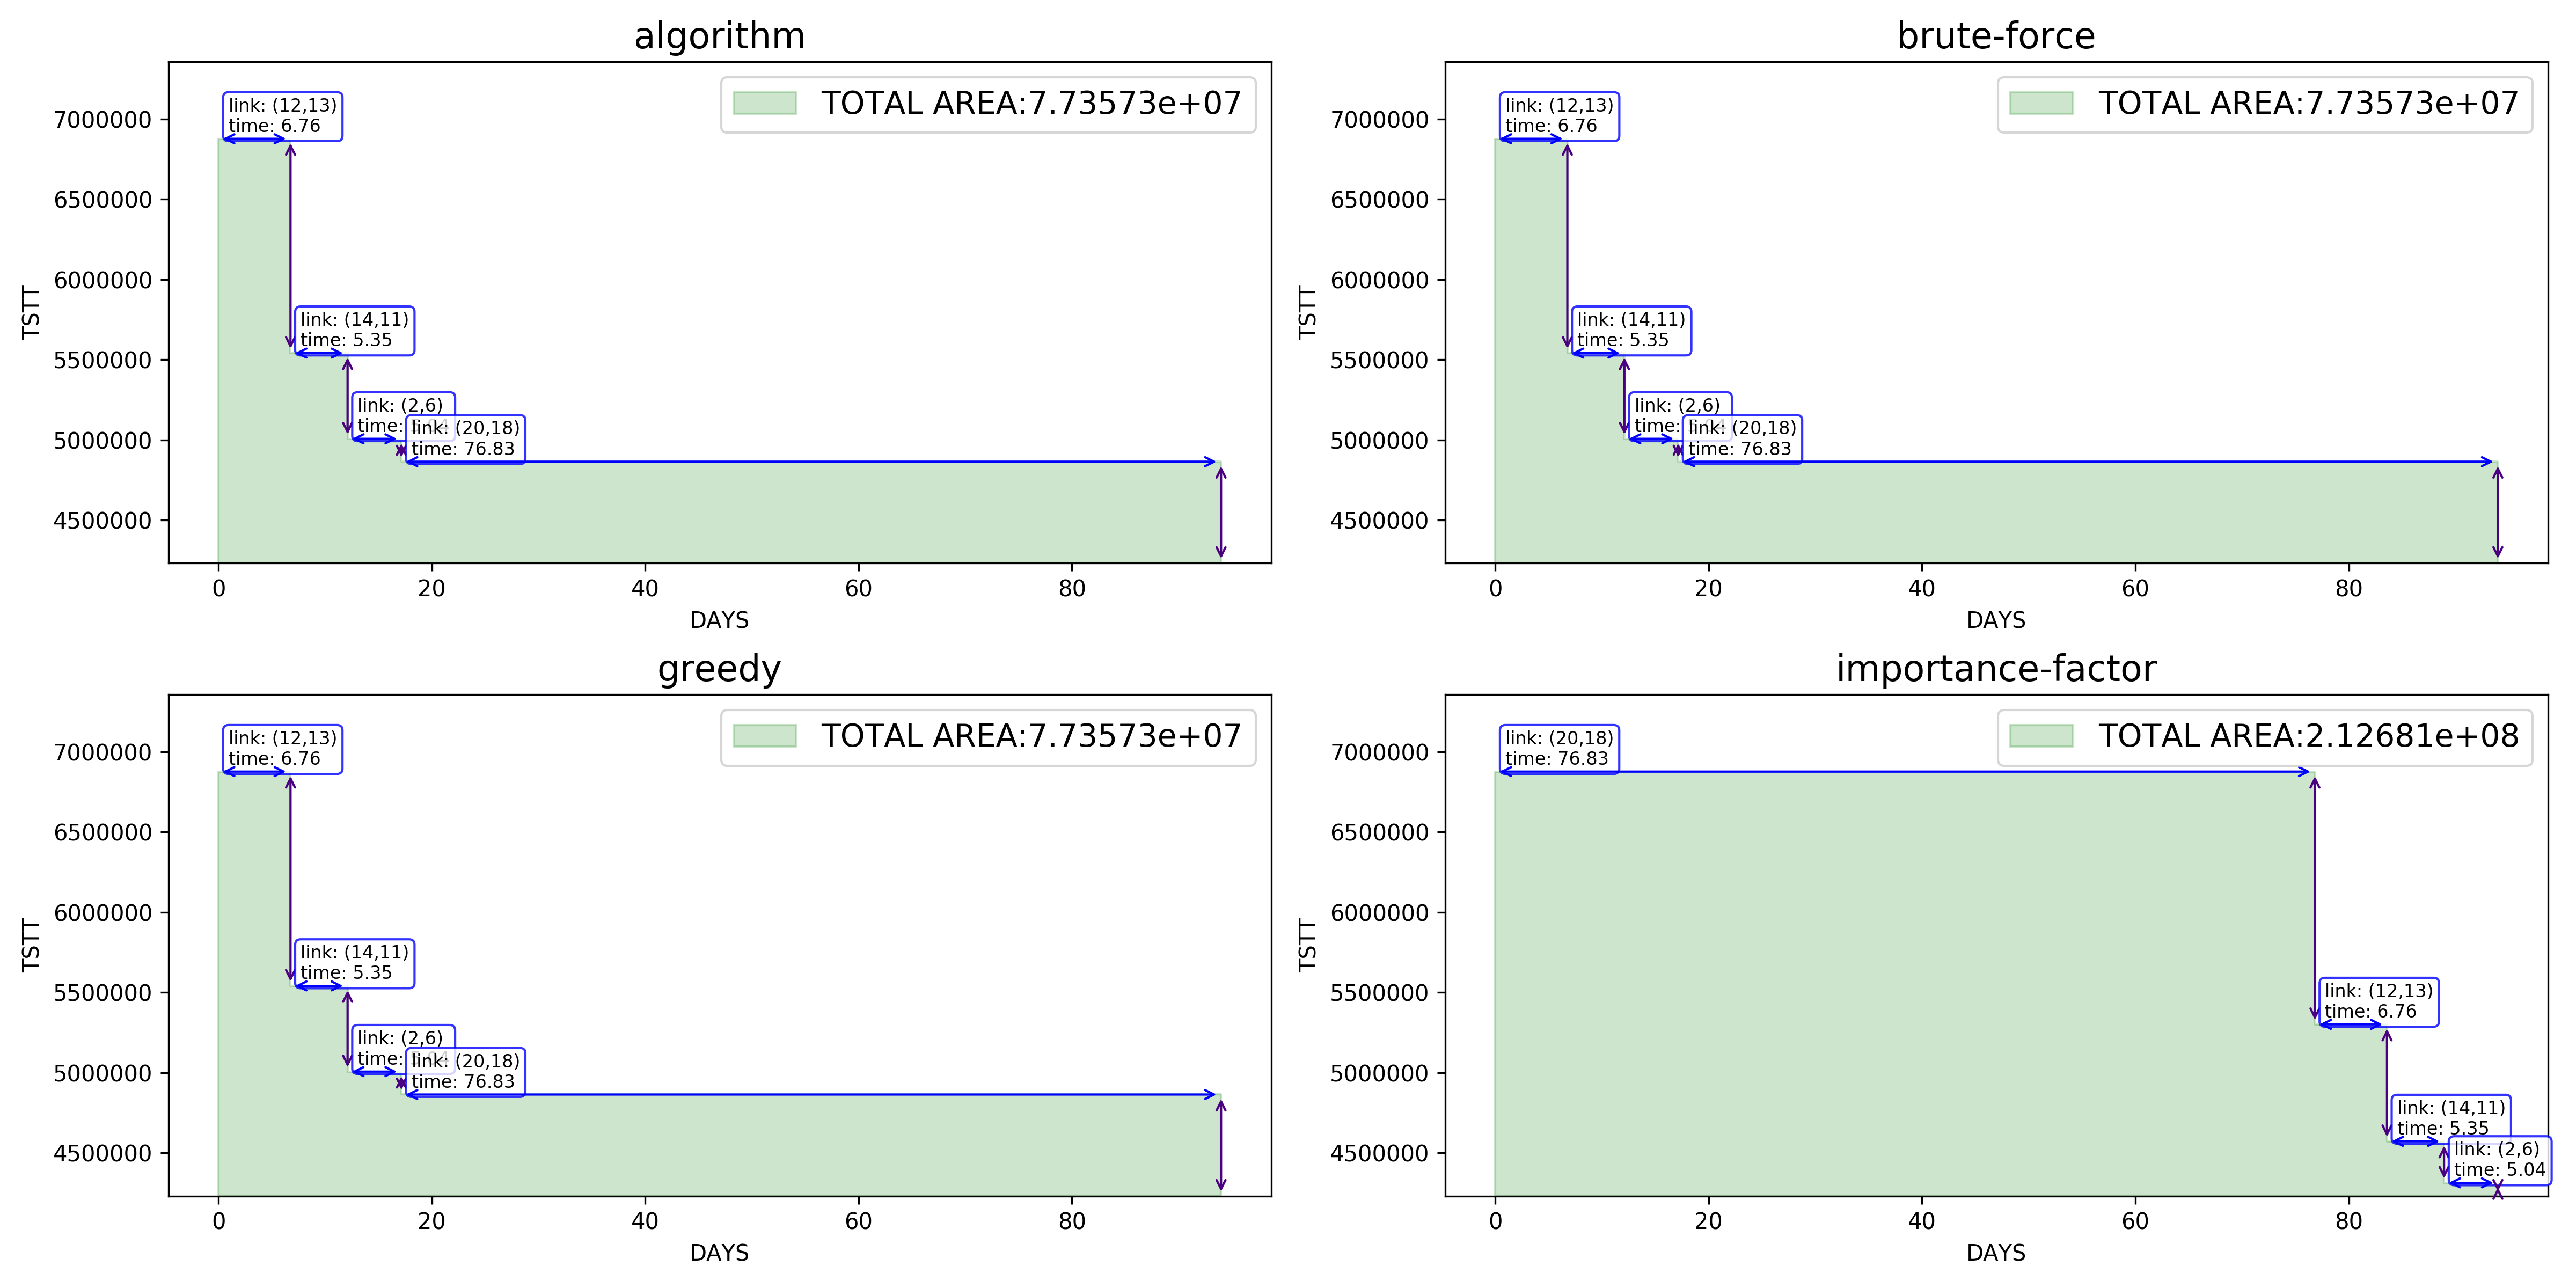 algorithm
TSTT
7000000
6500000
6000000
5500000
5000000
4500000
link: (12,13)
time: 6.76
link: (14,11)
time: 5.35
link: (2,6)
time:
link: (20,18)
time: 76.83
TOTAL AREA:7.73573e+07
0 20 40 60 80
DAYS
brute-force
TSTT
7000000
6500000
6000000
5500000
5000000
4500000
link: (12,13)
time: 6.76
link: (14,11)
time: 5.35
link: (2,6)
time:
link: (20,18)
time: 76.83
TOTAL AREA:7.73573e+07
0 20 40 60 80
DAYS
greedy
TSTT
7000000
6500000
6000000
5500000
5000000
4500000
link: (12,13)
time: 6.76
link: (14,11)
time: 5.35
link: (2,6)
time:
link: (20,18)
time: 76.83
TOTAL AREA:7.73573e+07
0 20 40 60 80
DAYS
importance-factor
TSTT
7000000
6500000
6000000
5500000
5000000
4500000
link: (20,18)
time: 76.83
link: (12,13)
time: 6.76
link: (14,11)
time: 5.35
link: (2,6)
time: 5.04
TOTAL AREA:2.12681e+08
0 20 40 60 80
DAYS